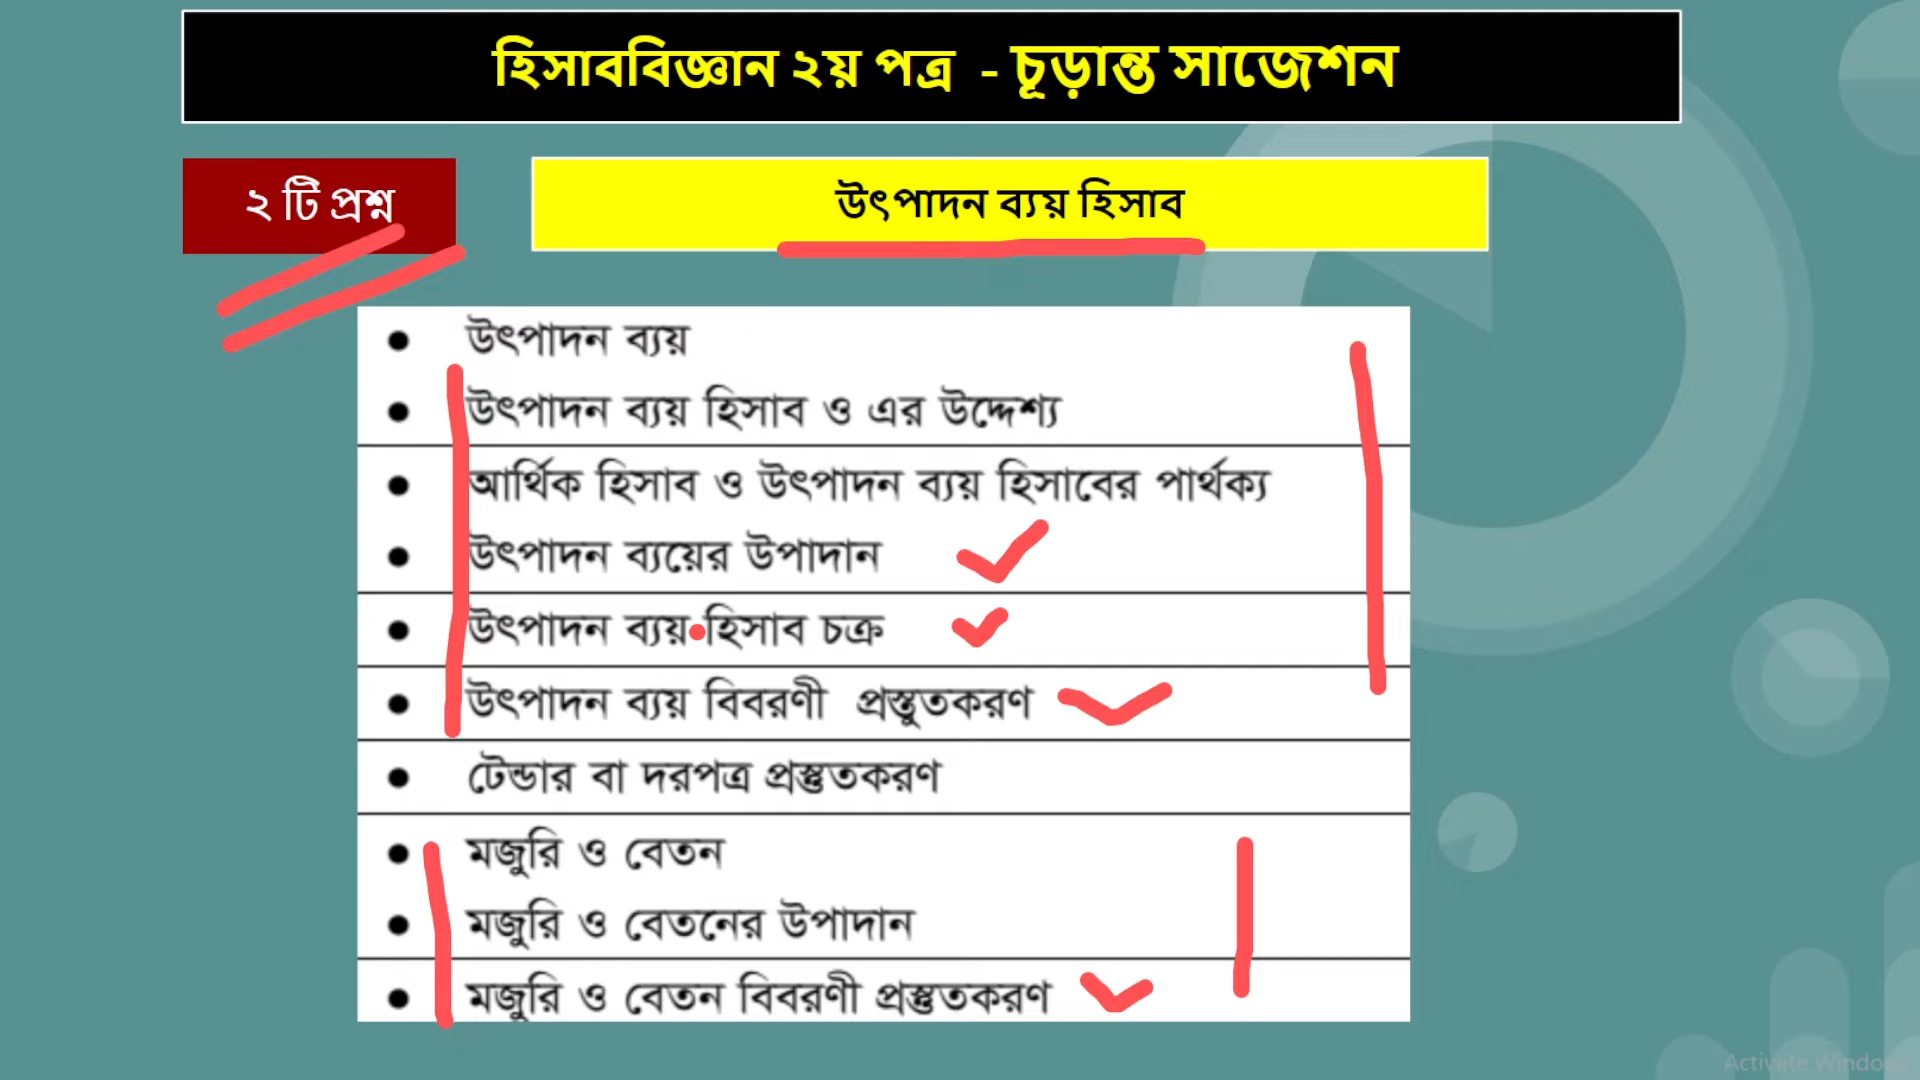 হিসাববিজ্ঞান ২য় পত্র - চূড়ান্ত সাজেশন
২ টি প্রশ্ন
উৎপাদন ব্যয় হিসাব
● উৎপাদন ব্যয়
● উৎপাদন ব্যয় হিসাব ও এর উদ্দেশ্য
● আর্থিক হিসাব ও উৎপাদন ব্যয় হিসাবের পার্থক্য
● উৎপাদন ব্যয়ের উপাদান
● উৎপাদন ব্যয় হিসাব চক্র
● উৎপাদন ব্যয় বিবরণী প্রস্তুতকরণ
● টেন্ডার বা দরপত্র প্রস্তুতকরণ
● মজুরি ও বেতন
● মজুরি ও বেতনের উপাদান
● মজুরি ও বেতন বিবরণী প্রস্তুতকরণ
Activate Windo